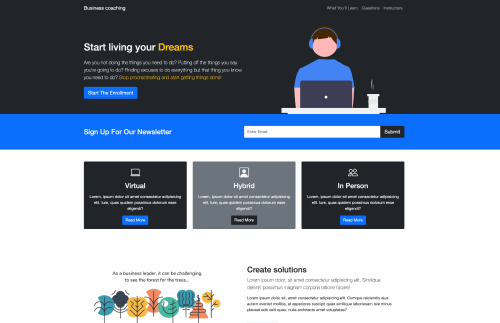 Business coaching
What You'll Learn Questions Instructors
Start living your Dreams
Are you not doing the things you need to do? Putting off the things you say
you're going to do? Finding excuses to do everything but that thing you know
you need to do? Stop procrastinating and start getting things done!
Start The Enrollment
Sign Up For Our Newsletter
Enter Email
Submit
Virtual
Lorem, ipsum dolor sit amet consectetur adipisicing
elit. Iure, quas quidem possimus dolorum esse
eligendi?
Read More
Hybrid
Lorem, ipsum dolor sit amet consectetur adipisicing
elit. Iure, quas quidem possimus dolorum esse
eligendi?
Read More
In Person
Lorem, ipsum dolor sit amet consectetur adipisicing
elit. Iure, quas quidem possimus dolorum esse
eligendi?
Read More
As a business leader, it can be challenging
to see the forest for the trees...
Create solutions
Lorem ipsum dolor sit, amet consectetur adipisicing elit. Similique
deleniti possimus magnam corporis ratione facere!
Lorem ipsum dolor, sit amet consectetur adipisicing elit. Cumque reiciendis eius
autem eveniet mollitia, at asperiores suscipit quae similique laboriosam iste minus
placeat odit velit quos, nulla architecto amet voluptates?